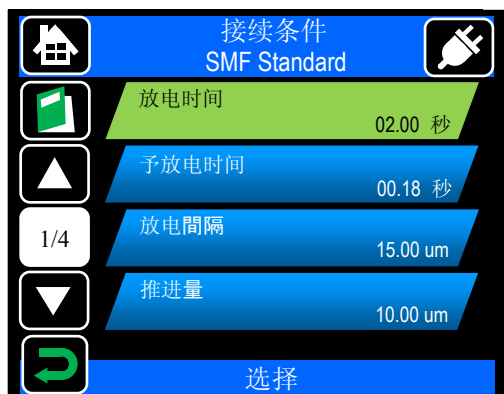 接续条件
SMF Standard
放电时间
02.00 秒
予放电时间
00.18 秒
1/4
放电間隔
15.00 um
推进量
10.00 um
选择